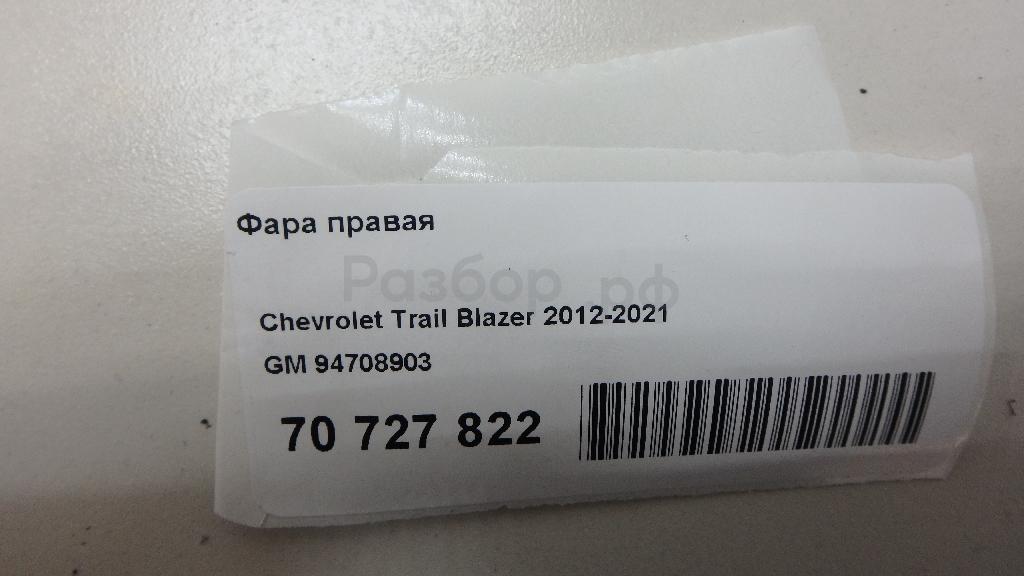 Фара правая
Разбор.рф
Chevrolet Trail Blazer 2012-2021
GM 94708903
70 727 822